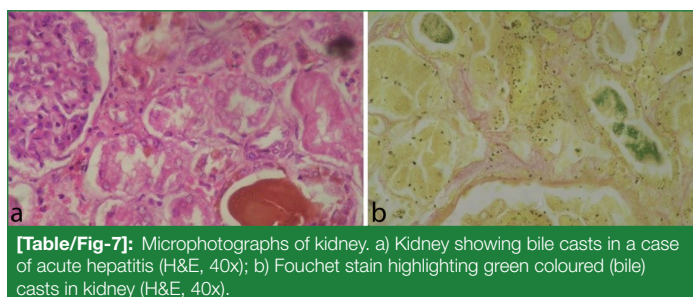 a
b
[Table/Fig-7]: Microphotographs of kidney. a) Kidney showing bile casts in a case
of acute hepatitis (H&E, 40x); b) Fouchet stain highlighting green coloured (bile)
casts in kidney (H&E, 40x).